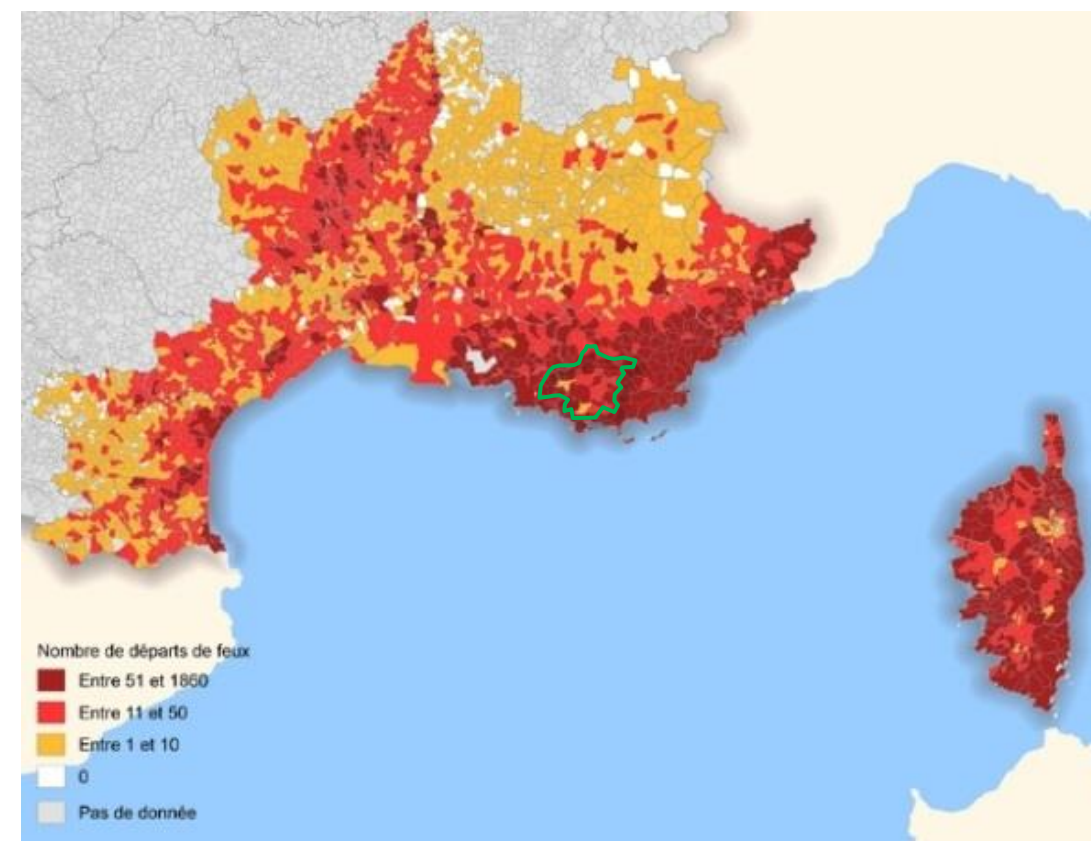 Nombre de départs de feux
Entre 51 et 1860
Entre 11 et 50
Entre 1 et 10
0
Pas de donnée